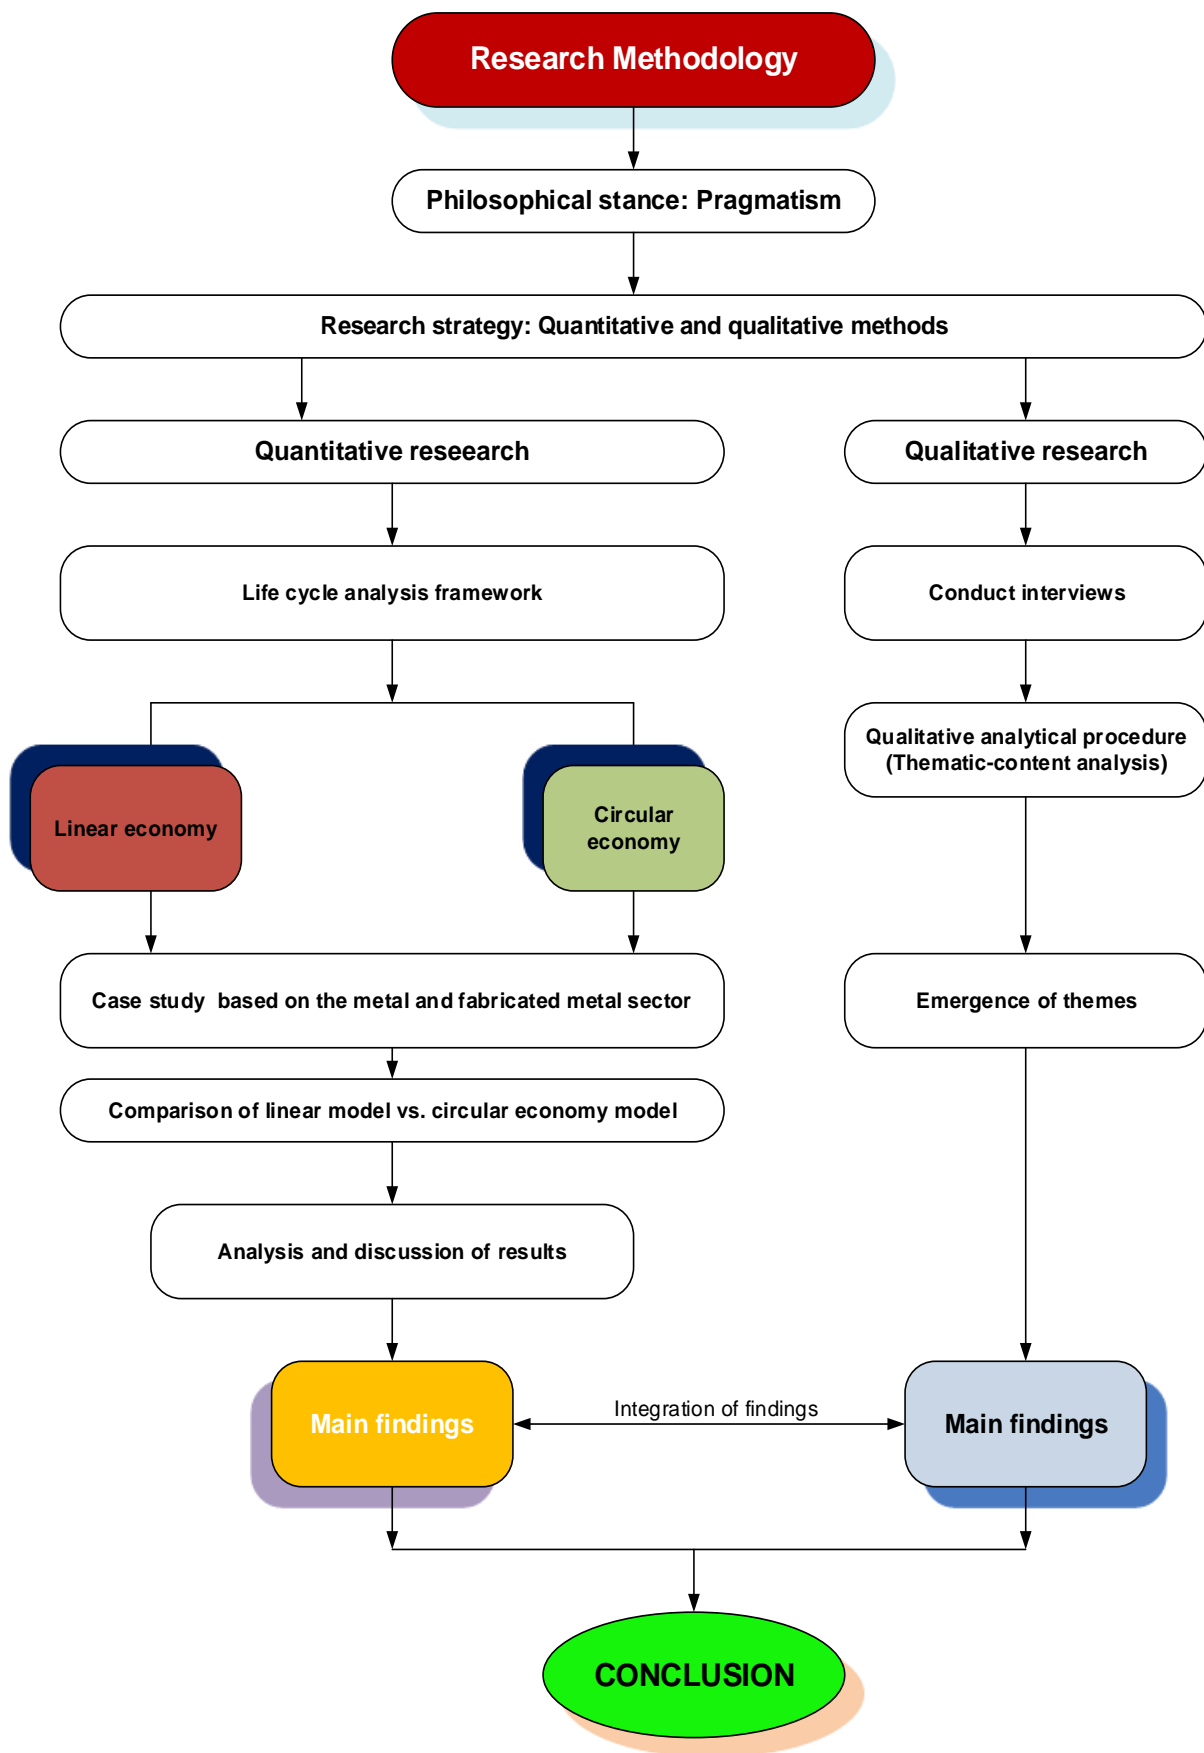 Research Methodology
Philosophical stance: Pragmatism
Research strategy: Quantitative and qualitative methods
Quantitative reseearch
Qualitative research
Life cycle analysis framework
Conduct interviews
Qualitative analytical procedure
(Thematic-content analysis)
Linear economy
Circular
economy
Case study based on the metal and fabricated metal sector
Emergence of themes
Comparison of linear model vs. circular economy model
Analysis and discussion of results
Main findings
Integration of findings
Main findings
CONCLUSION